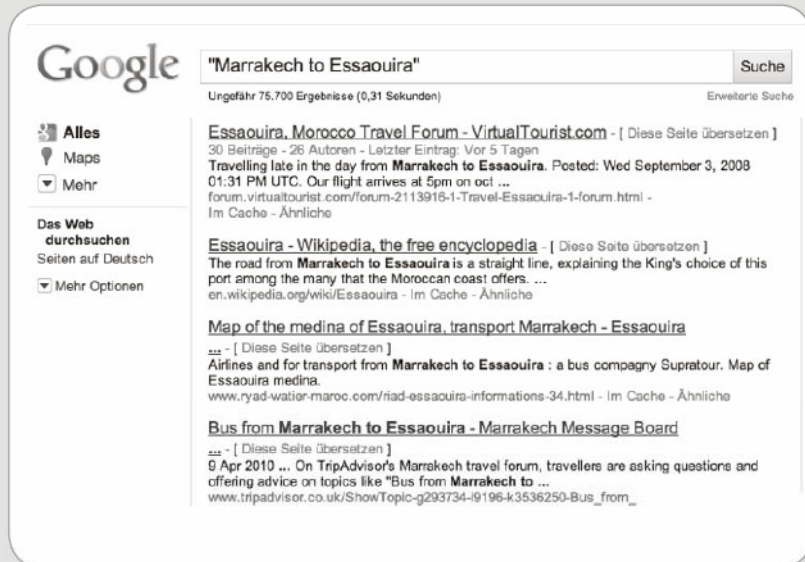 Google
"Marrakech to Essaouira"
Suche
Ungefähr 75.700 Ergebnisse (0,31 Sekunden)
Erweiterte Suche
Alles
Maps
Mehr
Das Web
durchsuchen
Seiten auf Deutsch
Mehr Optionen
Essaouira, Morocco Travel Forum - VirtualTourist.com - [ Diese Seite übersetzen ]
30 Beiträge - 26 Autoren - Letzter Eintrag: Vor 5 Tagen
Travelling late in the day from Marrakech to Essaouira. Posted: Wed September 3, 2008
01:31 PM UTC. Our flight arrives at 5pm on oct ...
forum.virtualtourist.com/forum-2113916-1-Travel-Essaouira-1-forum.html -
Im Cache - Ähnliche
Essaouira - Wikipedia, the free encyclopedia - [ Diese Seite übersetzen ]
The road from Marrakech to Essaouira is a straight line, explaining the King's choice of this
port among the many that the Moroccan coast offers. ...
en.wikipedia.org/wiki/Essaouira - Im Cache - Ähnliche
Map of the medina of Essaouira, transport Marrakech - Essaouira
... - [ Diese Seite übersetzen ]
Airlines and for transport from Marrakech to Essaouira : a bus compagny Supratour. Map of
Essaouira medina.
www.ryad-watier-maroc.com/riad-essaouira-informations-34.html - Im Cache - Ähnliche
Bus from Marrakech to Essaouira - Marrakech Message Board
... - [ Diese Seite übersetzen ]
9 Apr 2010 ... On TripAdvisor's Marrakech travel forum, travellers are asking questions and
offering advice on topics like "Bus from Marrakech to ...
www.tripadvisor.co.uk/ShowTopic-g293734-i9196-k3536250-Bus_from_